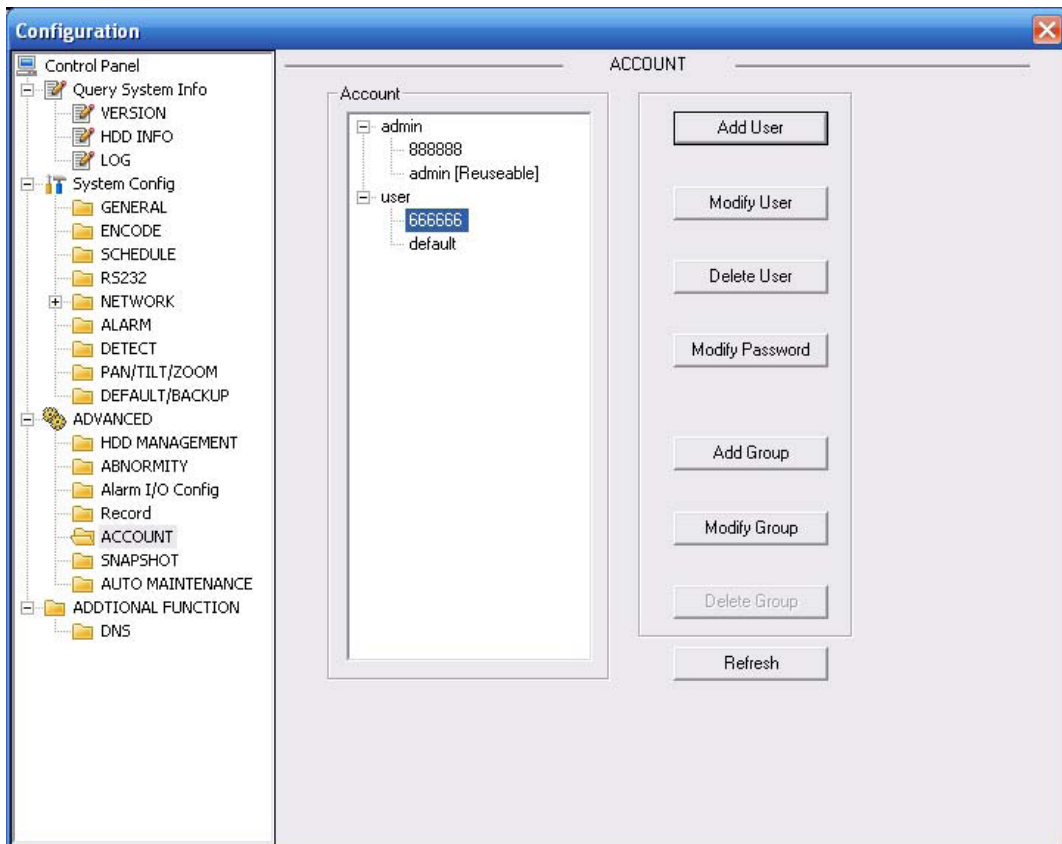 Configuration
Control Panel
Query System Info
VERSION
HDD INFO
LOG
System Config
GENERAL
ENCODE
SCHEDULE
RS232
NETWORK
ALARM
DETECT
PAN/TILT/ZOOM
DEFAULT/BACKUP
ADVANCED
HDD MANAGEMENT
ABNORMITY
Alarm I/O Config
Record
ACCOUNT
SNAPSHOT
AUTO MAINTENANCE
ADDTIONAL FUNCTION
DNS
ACCOUNT
Account
admin
888888
admin [Reuseable]
user
666666
default
Add User
Modify User
Delete User
Modify Password
Add Group
Modify Group
Delete Group
Refresh